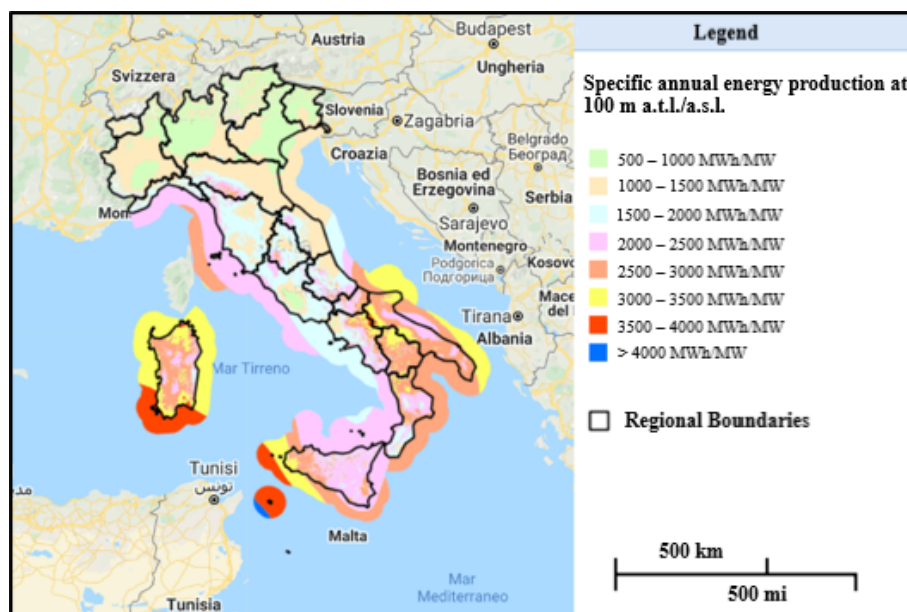 Austria
Budapest
Svizzera
Ungheria
Slovenia
Zagabria
Croazia
Belgrado
Београд
Bosnia ed
Erzegovina
Serbia
Mon
Sarajevo
Montenegro
Podgorica
Подгорица
Kosovo
Mace
del
Tirana
Albania
Mar Tirreno
Tunisi
تونس
Malta
Mar
Mediterraneo
Tunisia
Legend
Specific annual energy production at
100 m a.t.l./a.s.l.
500 – 1000 MWh/MW
1000 – 1500 MWh/MW
1500 – 2000 MWh/MW
2000 – 2500 MWh/MW
2500 – 3000 MWh/MW
3000 – 3500 MWh/MW
3500 – 4000 MWh/MW
> 4000 MWh/MW
Regional Boundaries
500 km
500 mi